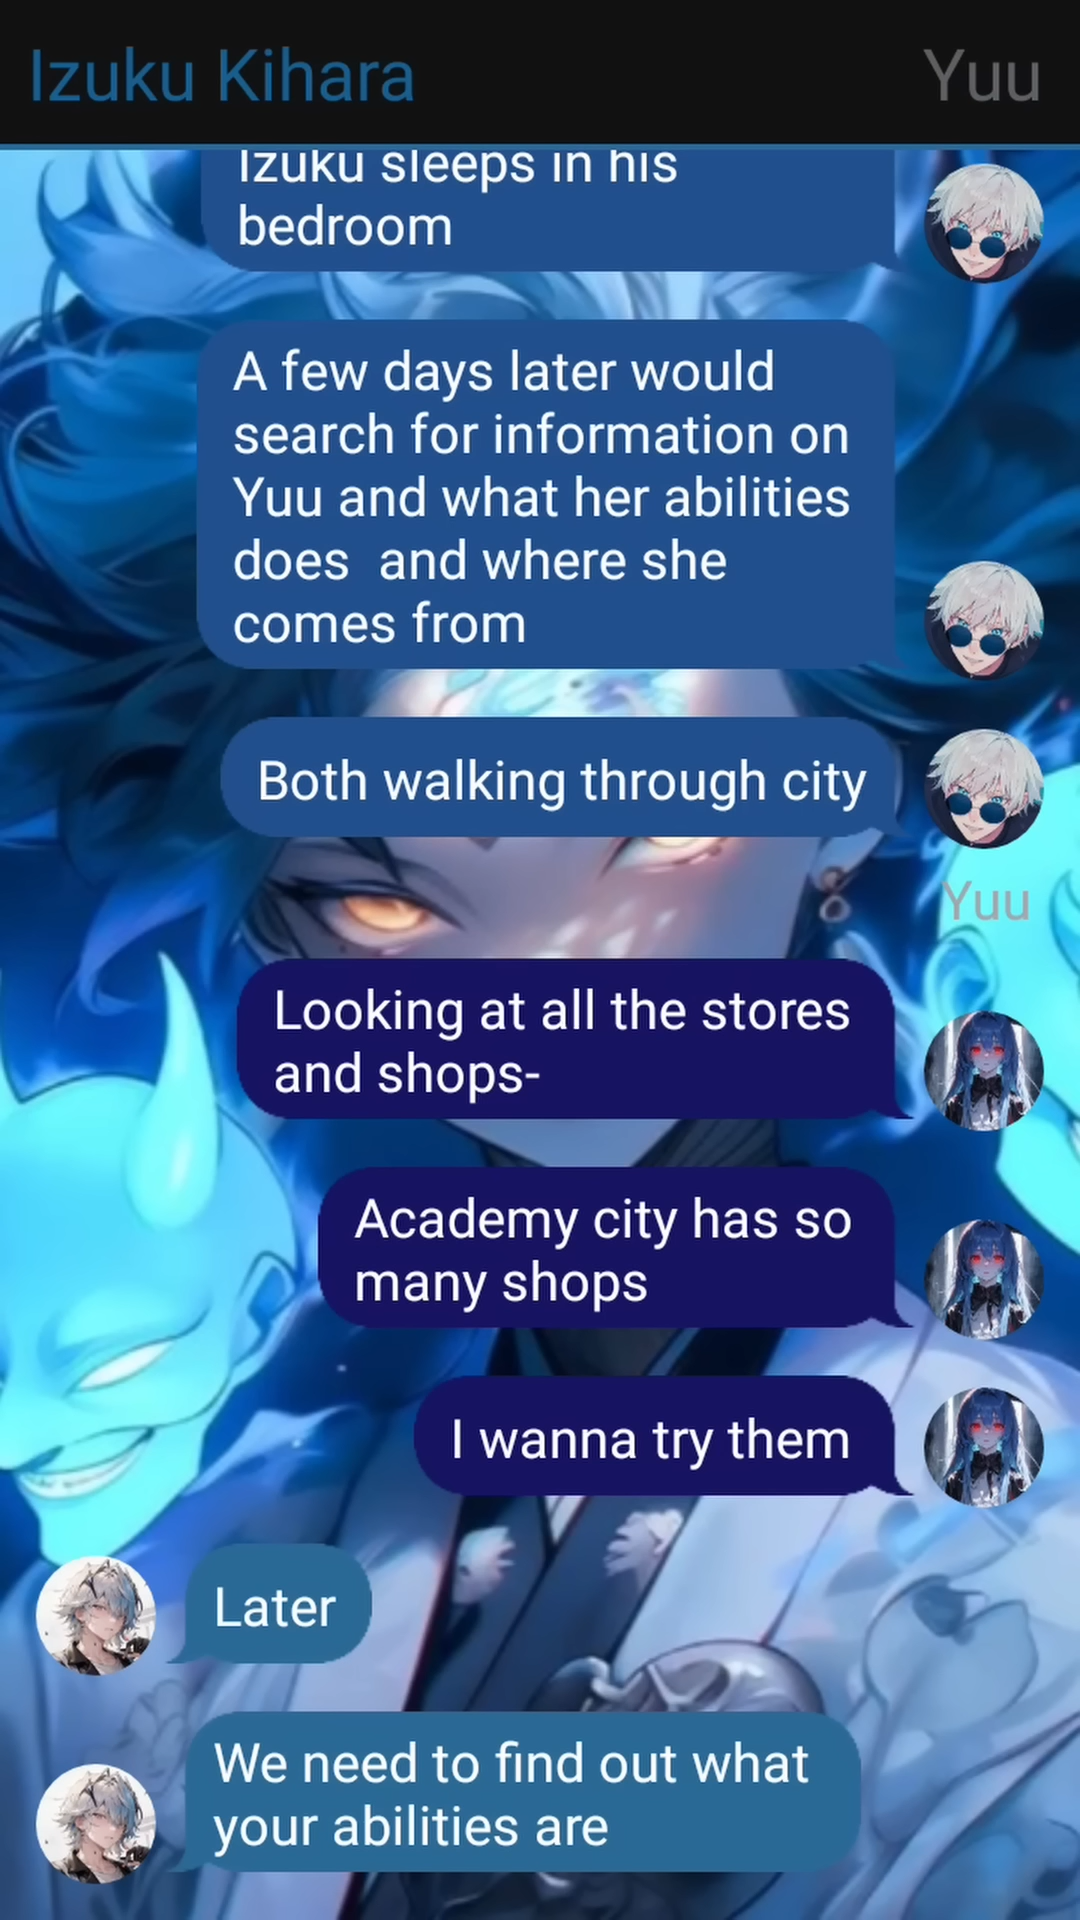 Izuku Kihara
Yuu
Izuku sleeps in his
bedroom
A few days later would
search for information on
Yuu and what her abilities
does  and where she
comes from
Both walking through city
Yuu
Looking at all the stores
and shops-
Academy city has so
many shops
I wanna try them
Later
We need to find out what
your abilities are